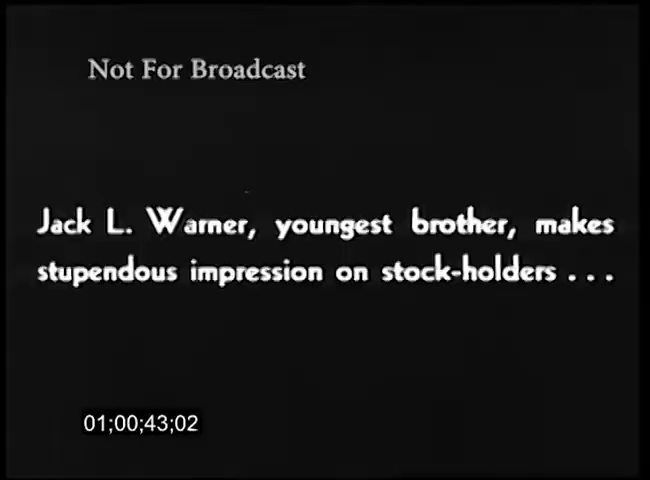 Not For Broadcast
Jack L. Warner, youngest brother, makes
stupendous impression on stock-holders . . .
01;00;43;02